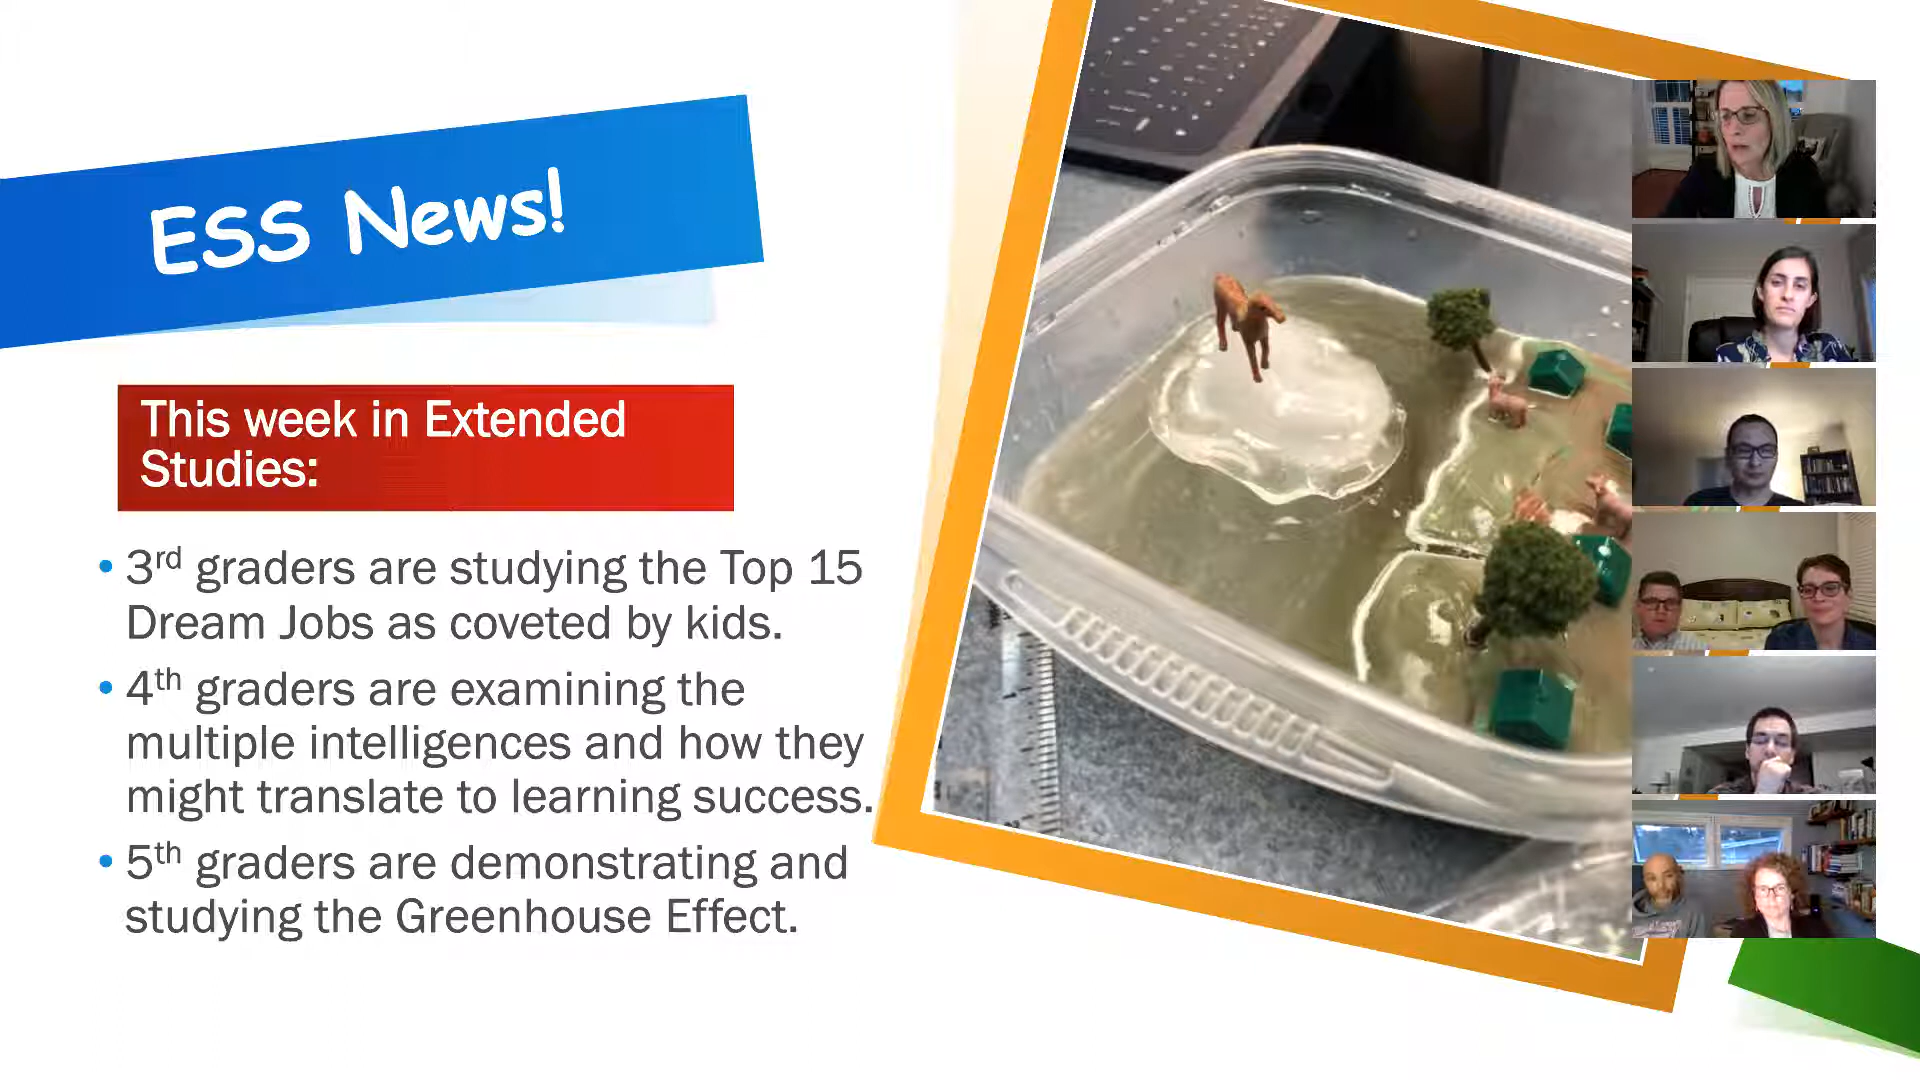 ESS News!
This week in Extended
Studies:
• 3rd graders are studying the Top 15
Dream Jobs as coveted by kids.
• 4th graders are examining the
multiple intelligences and how they
might translate to learning success.
• 5th graders are demonstrating and
studying the Greenhouse Effect.